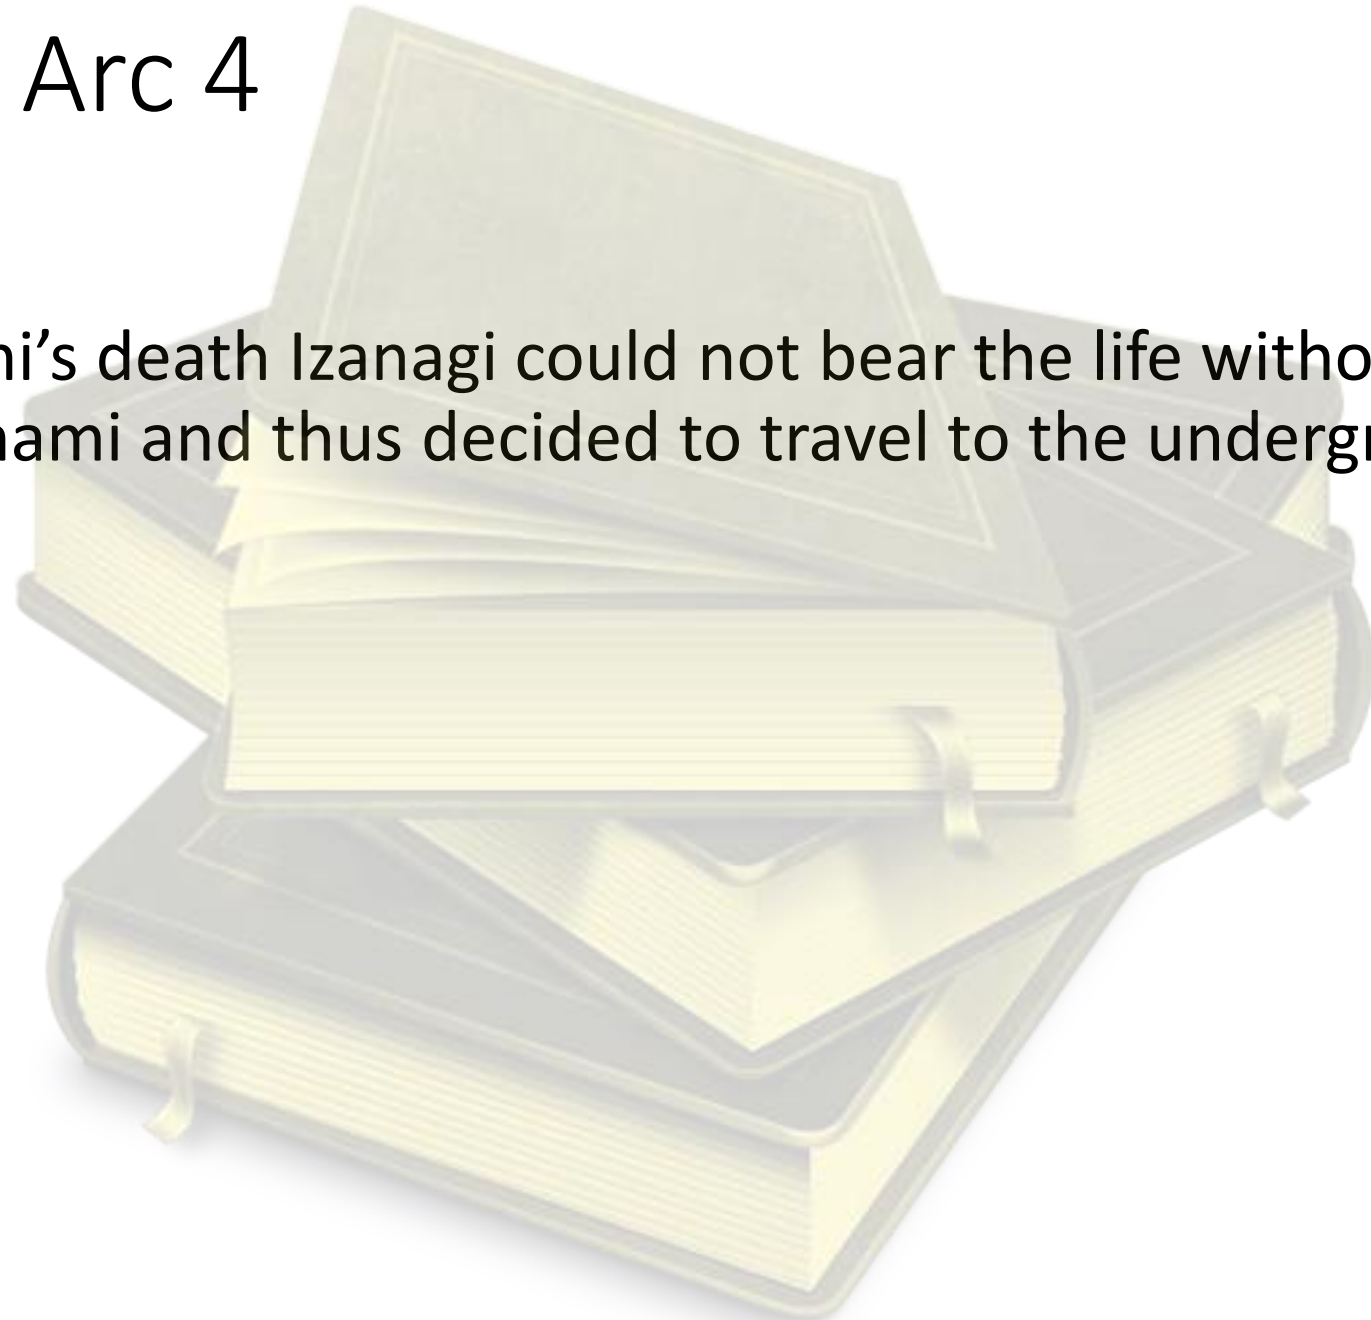 Arc 4
ni’s death Izanagi could not bear the life witho
nami and thus decided to travel to the undergr